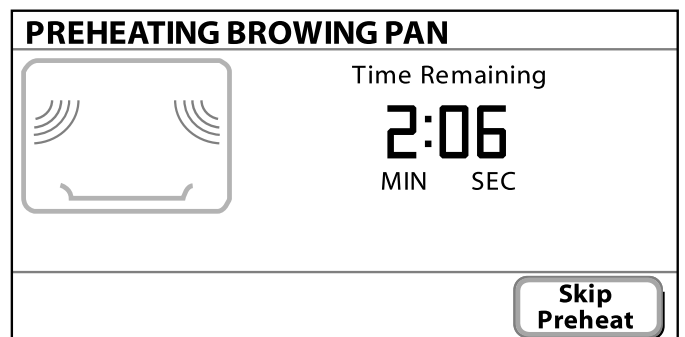 PREHEATING BROWING PAN
Time Remaining
2:06
MIN SEC
Skip
Preheat